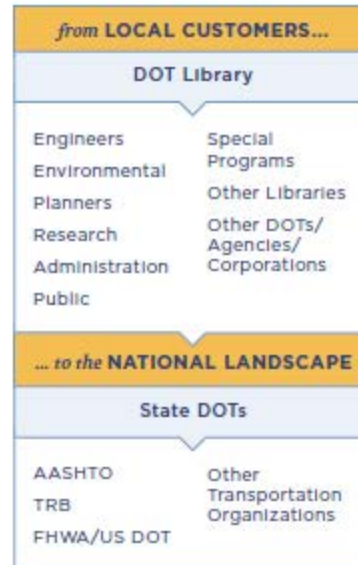 from LOCAL CUSTOMERS...
DOT Library
Engineers
Environmental
Planners
Research
Administration
Public
Special
Programs
Other Libraries
Other DOTs/
Agencies/
Corporations
... to the NATIONAL LANDSCAPE
State DOTs
AASHTO
TRB
FHWA/US DOT
Other
Transportation
Organizations